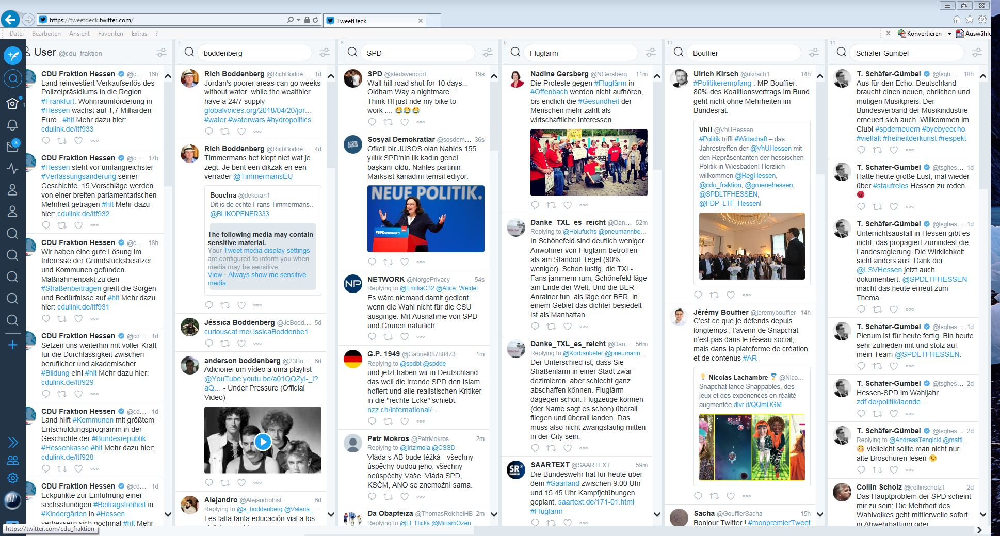 https://tweetdeck.twitter.com/
TweetDeck
Datei Bearbeiten Ansicht Favoriten Extras ?
Konvertieren
Auswähle
User @cdu_fraktion
CDU Fraktion Hessen @c... 16h
Land reinvestiert Verkaufserlös des
Polizeipräsidiums in die Region
#Frankfurt. Wohnraumförderung in
#Hessen wächst auf 1,7 Milliarden
Euro. #hlt Mehr dazu hier:
cdulink.de/ltf933
CDU Fraktion Hessen @c... 17h
#Hessen steht vor umfangreichster
#Verfassungsänderung seiner
Geschichte. 15 Vorschläge werden
von einer breiten parlamentarischen
Mehrheit getragen #hlt Mehr dazu
hier: cdulink.de/ltf932
CDU Fraktion Hessen @c... 18h
Wir haben eine gute Lösung im
Interesse der Grundstücksbesitzer
und Kommunen gefunden.
Maßnahmenpakt zu den
#Straßenbeiträgen greift die Sorgen
und Bedürfnisse auf #hlt Mehr dazu
hier: cdulink.de/ltf931
CDU Fraktion Hessen @cd... 1d
Setzen uns weiterhin mit voller Kraft
für die Durchlässigkeit zwischen
beruflicher und akademischer
#Bildung ein! #hlt Mehr dazu hier:
cdulink.de/ltf929
CDU Fraktion Hessen @cd... 1d
Land hilft #Kommunen mit größtem
Entschuldungsprogramm in der
Geschichte der #Bundesrepublik.
#Hessenkasse #hlt Mehr dazu hier:
cdulink.de/ltf928
CDU Fraktion Hessen @cd... 1d
Eckpunkte zur Einführung einer
sechsstündigen #Beitragsfreiheit in
#Kindergärten in #Hessen
verbessern sich nochmal #hlt Mehr
https://twitter.com/cdu_fraktion
3
1
7
boddenberg
Rich Boddenberg @RichBodde... 1d
Jordan's poorer areas can go weeks
without water, while the wealthier
have a 24/7 supply
globalvoices.org/2018/04/20/jor...
#water #waterwars #hydropolitics
Rich Boddenberg @RichBodde... 4d
Timmermans het klopt niet wat je
zegt. Je bent een dikzak en een
verrader @TimmermansEU
Bouchra @dekoran1
Dit is de echte Frans Timmermans..
@BLIKOPENER333
The following media may contain
sensitive material.
Your Tweet media display settings
are configured to inform you when
media may be sensitive.
View · Always show me sensitive
media
Jéssica Boddenberg @JeBodd... 5d
curiouscat.me/JssicaBoddenbe1
anderson boddenberg @23Bo... 6d
Adicionei um vídeo a uma playlist
@YouTube youtu.be/a01QQZyl-_I?
aQ... - Under Pressure (Official
Video)
Alejandro @Alejandrohist 6d
Replying to @s_boddenberg @Valeria_...
Les falta tanta educación vial a los
8
SPD
SPD @stedavenport 19s
Wall hill road shut for 10 days...
Oldham Way a nightmare...
Think I'll just ride my bike to
work .... 😂😂😂
Sosyal Demokratlar @sosdem... 36s
SOSYAL
Öfkeli bir JUSOS olan Nahles 155
yıllık SPD'nin ilk kadın genel
başkanı oldu. Nahles partinin
Marksist kanadını temsil ediyor.
NEUE POLITIK.
#SPDerneuern
NETWORK @NorgePrivacy 54s
NP
Replying to @EmiliaC32 @Alice_Weidel
Es wäre niemand damit gedient
wenn die Wahl nicht für die CSU
ausginge. Mit Ausnahme von SPD
und Grünen natürlich.
G.P. 1949 @Gabriel08780473 1m
Replying to @spdbt @spdde
und jetzt haben wir in Deutschland
das weil die irrende SPD den Islam
hofiert und alle realistischen Kritiker
in die "rechte Ecke" schiebt:
nzz.ch/international/...
Petr Mokros @PetrMokros 2m
Replying to @jirizimola @CSSD
Vláda s AB bude těžká - všechny
úspěchy budou jeho, všechny
neúspěchy Vaše. Vláda SPD,
KSČM, ANO se znemožní sama.
Da Obapfeiza @ThomasReichelHB 2m
Replying to @Lt_Hicks @MiriamOzen...
9
Fluglärm
Nadine Gersberg @NGersberg 11m
Die Proteste gegen #Fluglärm in
#Offenbach werden nicht aufhören,
bis endlich die #Gesundheit der
Menschen mehr zählt als
wirtschaftliche Interessen.
Danke_TXL_es_reicht @Dan... 52m
Replying to @Holufuchs @pneumannbe...
In Schönefeld sind deutlich weniger
Anwohner von Fluglärm betroffen
als am Standort Tegel (90%
weniger). Schon lustig, die TXL-
Fans jammern rum, Schönefeld läge
am Ende der Welt. Und die BER-
Anrainer tun, als läge der BER in
einem Gebiet das dichter besiedelt
ist als Manhattan.
Danke_TXL_es_reicht @Dan... 56m
Replying to @Korbanbeter @pneumann...
Der Unterschied ist, dass Sie
Straßenlärm in einer Stadt zwar
dezimieren, aber schlecht ganz
abschaffen können. Fluglärm
dagegen schon. Flugzeuge können
(der Name sagt es schon) überall
fliegen und überall landen. Das
muss also nicht zwangsläufig mitten
in der City sein.
SAARTEXT @SAARTEXT 59m
SR
Die Bundeswehr hat für heute über
dem #Saarland zwischen 9.00 Uhr
und 15.45 Uhr Kampfjetübungen
geplant. saartext.de/171-01.html
#Fluglärm
10
Bouffier
Ulrich Kirsch @ukirsch1 14h
#Politikerempfang : MP Bouffier:
80% des Koalitionsvertrags im Bund
geht nicht ohne Mehrheiten im
Bundesrat.
VhU @VhUHessen
#Politik trifft #Wirtschaft – das
Jahrestreffen der @VhUHessen mit
den Repräsentanten der hessischen
Politik in Wiesbaden! Herzlich
willkommen @RegHessen,
@cdu_fraktion, @gruenehessen,
@SPDLTFHESSEN,
@FDP_LTF_Hessen!
Jérémy Bouffier @jeremybouffier 14h
C'est ce que je défends depuis
longtemps : l'avenir de Snapchat
n'est pas dans le réseau social,
mais dans la plateforme de création
et de contenus #AR
Nicolas Lachambre @Nico...
Snapchat lance Snappables, des
jeux et des expériences en réalité
augmentée dlvr.it/QQmDGM
00125
Sacha @GouffierSacha 15h
Bonjour Twitter ! #monpremierTweet
11
Schäfer-Gümbel
T. Schäfer-Gümbel @tsgh... 18h
Aus für den Echo. Deutschland
braucht einen neuen, ehrlichen und
mutigen Musikpreis. Der
Bundesverband der Musikindustrie
erneuert sich auch. Willkommen im
Club! #spderneuern #byebyeecho
#vielfalt #freiheitderkunst #respekt
T. Schäfer-Gümbel @tsghes... 1d
Hätte heute große Lust, mal wieder
über #staufreies Hessen zu reden.
😡
T. Schäfer-Gümbel @tsghes... 1d
Unterrichtsausfall in Hessen gibt es
nicht, das propagiert zumindest die
Landesregierung. Die Wirklichkeit
sieht anders aus. Dank der
@LSVHessen jetzt auch
dokumentiert. @SPDLTFHESSEN
macht das heute erneut zum
Thema.
T. Schäfer-Gümbel @tsghes... 1d
Plenum ist für heute fertig. Bin heute
sehr zufrieden mit und stolz auf
mein Team @SPDLTFHESSEN.
T. Schäfer-Gümbel @tsghes... 2d
Hessen-SPD im Wahljahr
zdf.de/politik/laende...
T. Schäfer-Gümbel @tsghes... 2d
Replying to @AndreasTengicki @matti...
😳 vielleicht sollte man nicht nur
alte Broschüren lesen 😉
Collin Scholz @collinscholz1 2d
Das Hauptproblem der SPD scheint
mir zu sein: Die Mehrheit des
Wahlvolkes geht mittlerweile sofort
in Abwehrhaltung oder